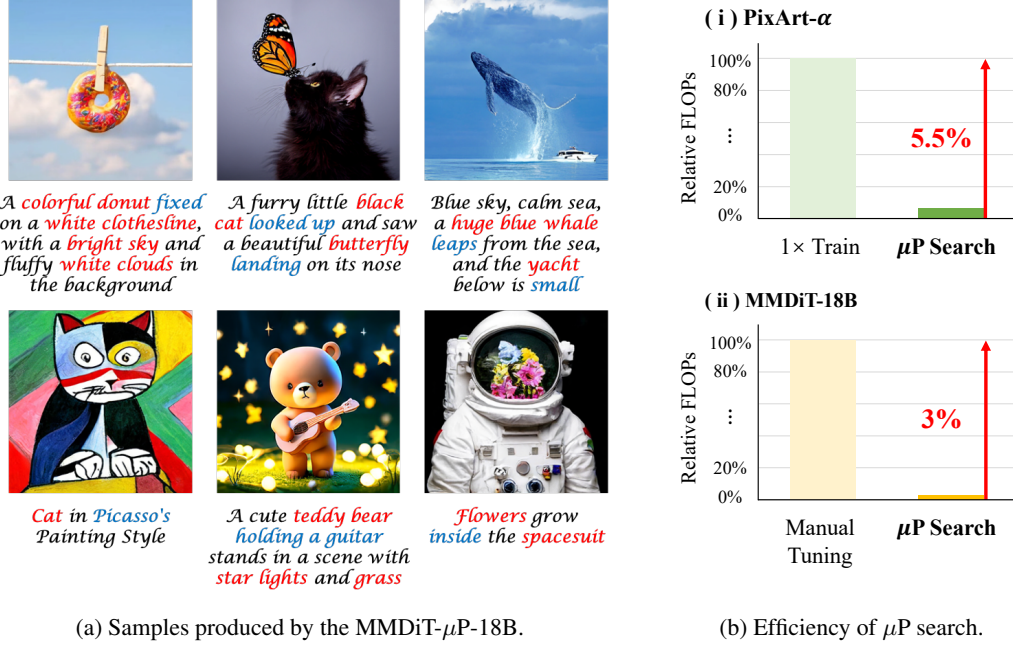 A colorful donut fixed
on a white clothesline,
with a bright sky and
fluffy white clouds in
the background
A furry little black
cat looked up and saw
a beautiful butterfly
landing on its nose
Blue sky, calm sea,
a huge blue whale
leaps from the sea,
and the yacht
below is small
Cat in Picasso's
Painting Style
A cute teddy bear
holding a guitar
stands in a scene with
star lights and grass
Flowers grow
inside the spacesuit
(a) Samples produced by the MMDiT-μP-18B.
( i ) PixArt-α
Relative FLOPs
100%
80%
...
20%
0%
5.5%
1× Train
μP Search
( ii ) MMDiT-18B
Relative FLOPs
100%
80%
...
20%
0%
3%
Manual
Tuning
μP Search
(b) Efficiency of μP search.